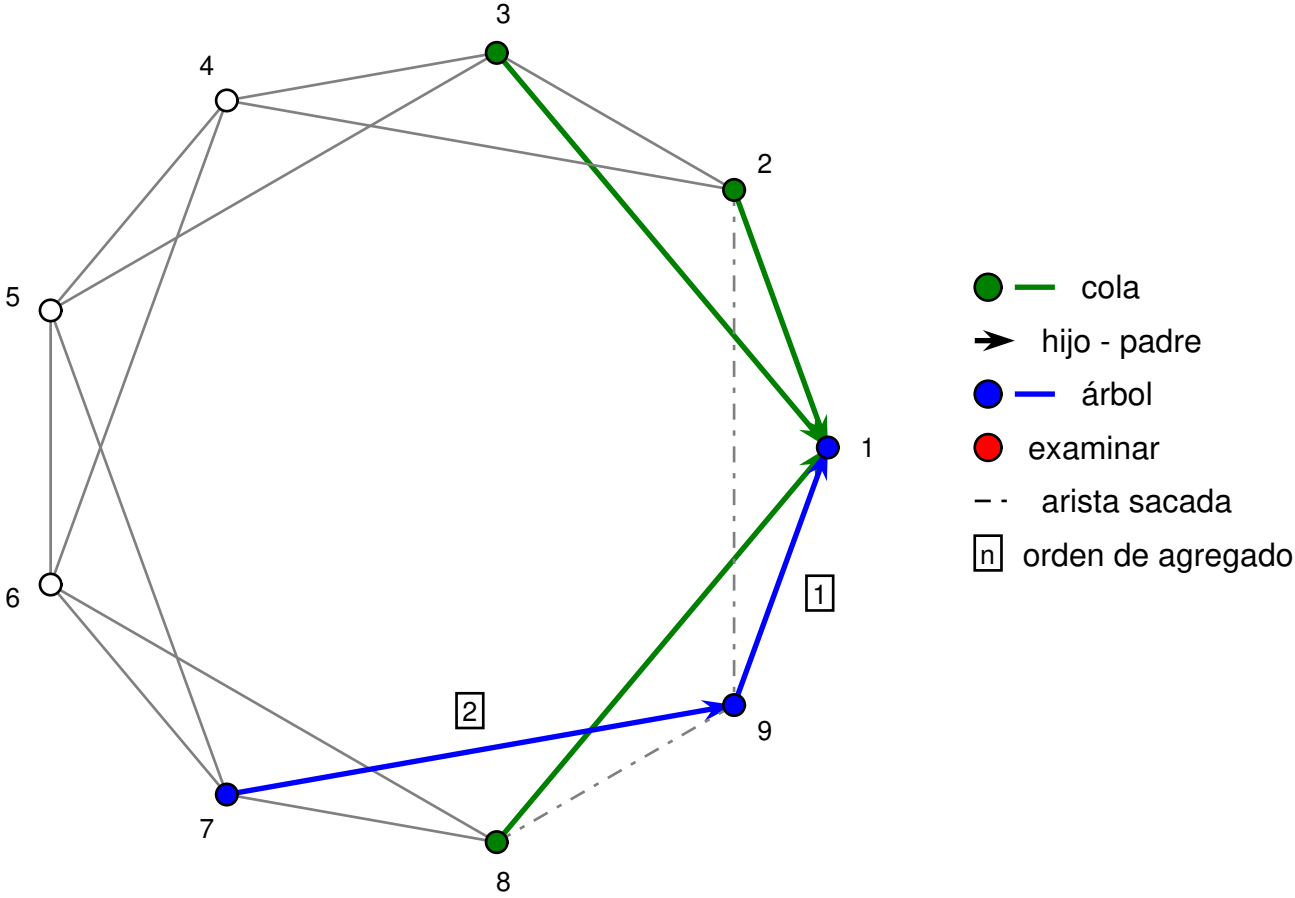 3
4
2
5
1
6
1
2
9
7
8
cola
hijo - padre
árbol
examinar
arista sacada
n orden de agregado